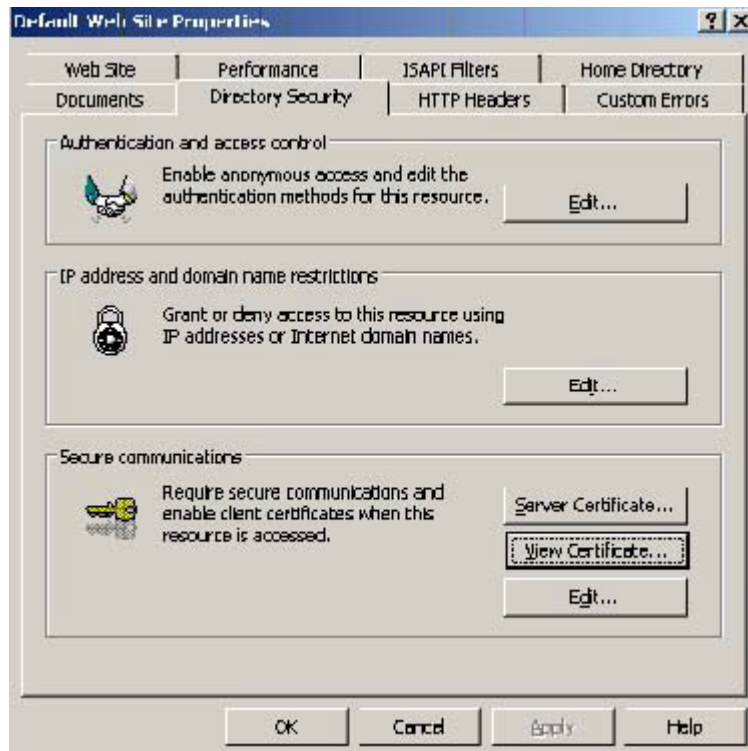 Default Web Site Properties
? X
Web Site Performance ISAPI Filters Home Directory
Documents Directory Security HTTP Headers Custom Errors
Authentication and access control
Enable anonymous access and edit the
authentication methods for this resource.
Edit...
IP address and domain name restrictions
Grant or deny access to this resource using
IP addresses or Internet domain names.
Edit...
Secure communications
Require secure communications and
enable client certificates when this
resource is accessed.
Server Certificate...
View Certificate...
Edit...
OK Cancel Apply Help